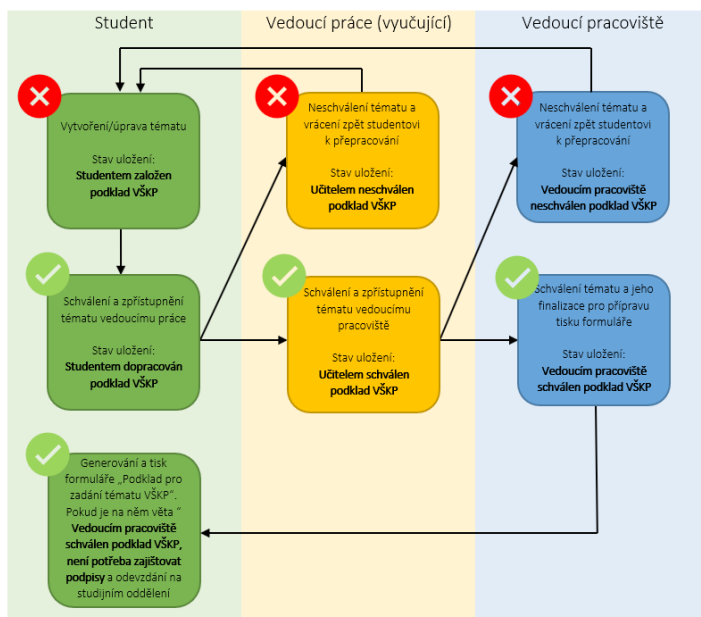 Student
Vedoucí práce (vyučující)
Vedoucí pracoviště
Vytvoření/úprava tématu
Stav uložení:
Studentem založen
podklad VŠKP
Neschválení tématu a
vrácení zpět studentovi
k přepracování
Stav uložení:
Učitelem neschválen
podklad VŠKP
Neschválení tématu a
vrácení zpět studentovi
k přepracování
Stav uložení:
Vedoucím pracoviště
neschválen podklad VŠKP
Schválení a zpřístupnění
tématu vedoucímu práce
Stav uložení:
Studentem dopracován
podklad VŠKP
Schválení a zpřístupnění
tématu vedoucímu
pracoviště
Stav uložení:
Učitelem schválen
podklad VŠKP
Schválení tématu a jeho
finalizace pro přípravu
tisku formuláře
Stav uložení:
Vedoucím pracoviště
schválen podklad VŠKP
Generování a tisk
formuláře „Podklad pro
zadání tématu VŠKP“.
Pokud je na něm věta “
Vedoucím pracoviště
schválen podklad VŠKP,
není potřeba zajišťovat
podpisy a odevzdání na
studijním oddělení